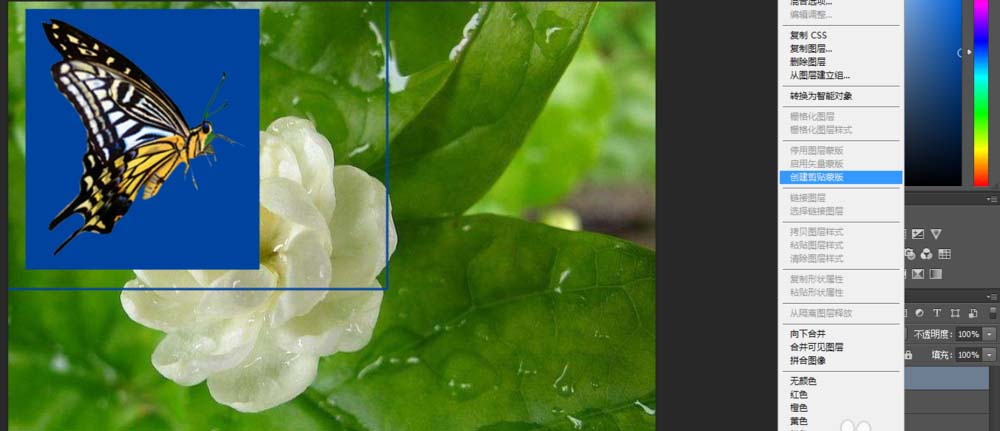 混合选项...
编辑调整...
复制 CSS
复制图层...
删除图层
从图层建立组...
转换为智能对象
栅格化图层
栅格化图层样式
停用图层蒙版
启用矢量蒙版
创建剪贴蒙版
链接图层
选择链接图层
拷贝图层样式
粘贴图层样式
清除图层样式
复制形状属性
粘贴形状属性
从隔离图层释放
向下合并
合并可见图层
拼合图像
无颜色
红色
橙色
黄色
不透明度: 100%
填充: 100%